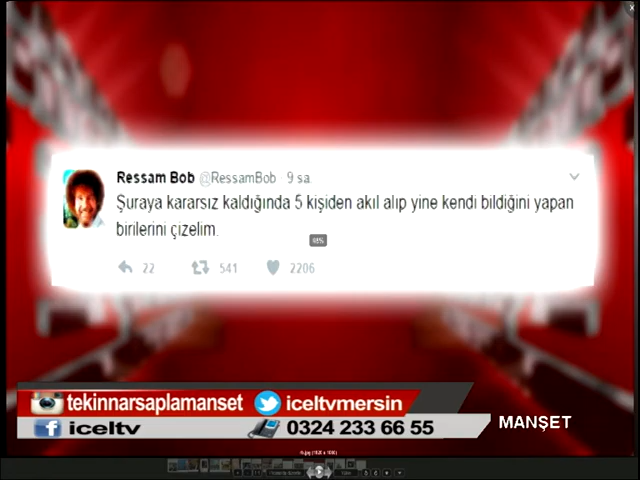 Ressam Bob @RessamBob · 9 sa.
Şuraya kararsız kaldığında 5 kişiden akıl alıp yine kendi bildiğini yapan
birilerini çizelim.
98%
22 541 2206
tekinnarsaplamanset iceltvmersin
iceltv 0324 233 66 55
MANŞET